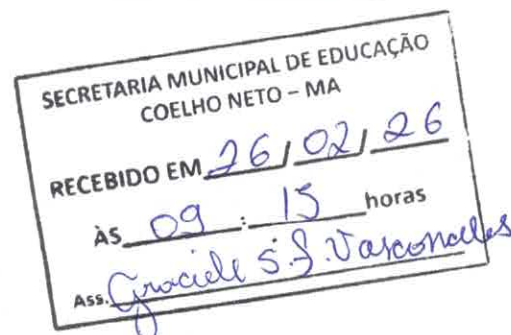 SECRETARIA MUNICIPAL DE EDUCAÇÃO
COELHO NETO – MA
RECEBIDO EM 26/02/26
ÀS 09:15 horas
Ass. Graciele S. S. Vasconcelos